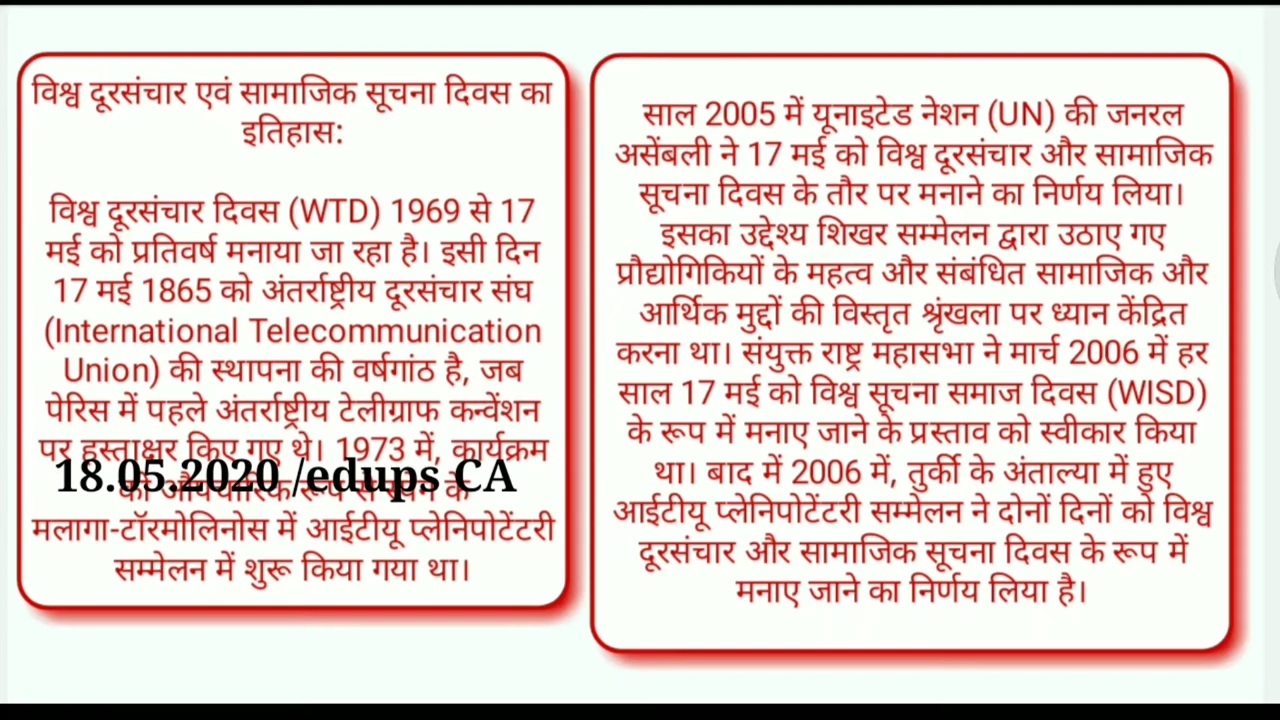 विश्व दूरसंचार एवं सामाजिक सूचना दिवस का
इतिहास:
विश्व दूरसंचार दिवस (WTD) 1969 से 17
मई को प्रतिवर्ष मनाया जा रहा है। इसी दिन
17 मई 1865 को अंतर्राष्ट्रीय दूरसंचार संघ
(International Telecommunication
Union) की स्थापना की वर्षगांठ है, जब
पेरिस में पहले अंतर्राष्ट्रीय टेलीग्राफ कन्वेंशन
पर हस्ताक्षर किए गए थे। 1973 में, कार्यक्रम
18.05.2020 /edups CA
मलागा-टॉरमोलिनोस में आईटीयू प्लेनिपोटेंटरी
सम्मेलन में शुरू किया गया था।
साल 2005 में यूनाइटेड नेशन (UN) की जनरल
असेंबली ने 17 मई को विश्व दूरसंचार और सामाजिक
सूचना दिवस के तौर पर मनाने का निर्णय लिया।
इसका उद्देश्य शिखर सम्मेलन द्वारा उठाए गए
प्रौद्योगिकियों के महत्व और संबंधित सामाजिक और
आर्थिक मुद्दों की विस्तृत श्रृंखला पर ध्यान केंद्रित
करना था। संयुक्त राष्ट्र महासभा ने मार्च 2006 में हर
साल 17 मई को विश्व सूचना समाज दिवस (WISD)
के रूप में मनाए जाने के प्रस्ताव को स्वीकार किया
था। बाद में 2006 में, तुर्की के अंताल्या में हुए
आईटीयू प्लेनिपोटेंटरी सम्मेलन ने दोनों दिनों को विश्व
दूरसंचार और सामाजिक सूचना दिवस के रूप में
मनाए जाने का निर्णय लिया है।